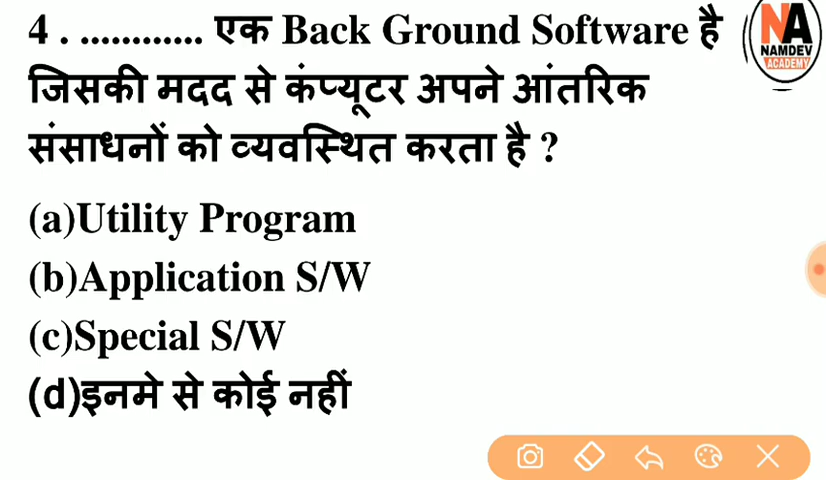 4 . ............ एक Back Ground Software है
जिसकी मदद से कंप्यूटर अपने आंतरिक
संसाधनों को व्यवस्थित करता है ?
(a)Utility Program
(b)Application S/W
(c)Special S/W
(d)इनमे से कोई नहीं
NA
NAMDEV
ACADEMY